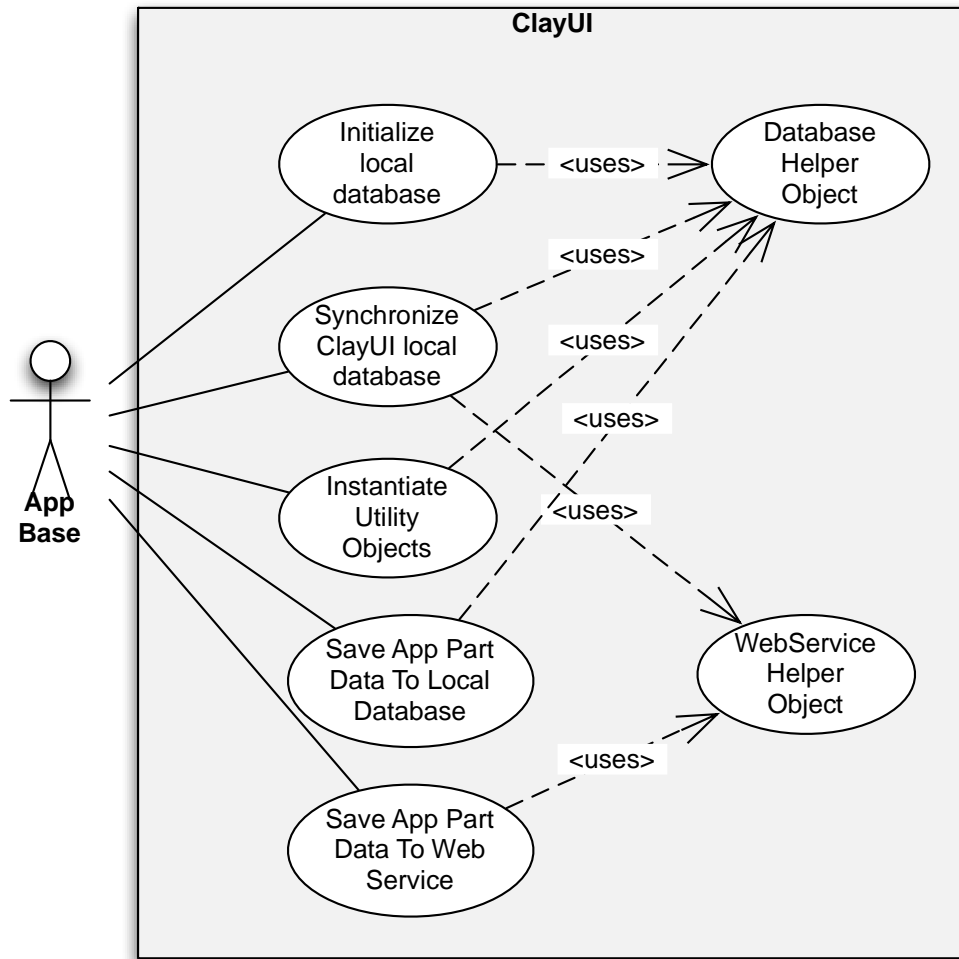 ClayUI
Initialize
local
database
<uses>
Database
Helper
Object
<uses>
Synchronize
ClayUI local
database
<uses>
<uses>
App
Base
Instantiate
Utility
Objects
<uses>
Save App Part
Data To Local
Database
WebService
Helper
Object
<uses>
Save App Part
Data To Web
Service